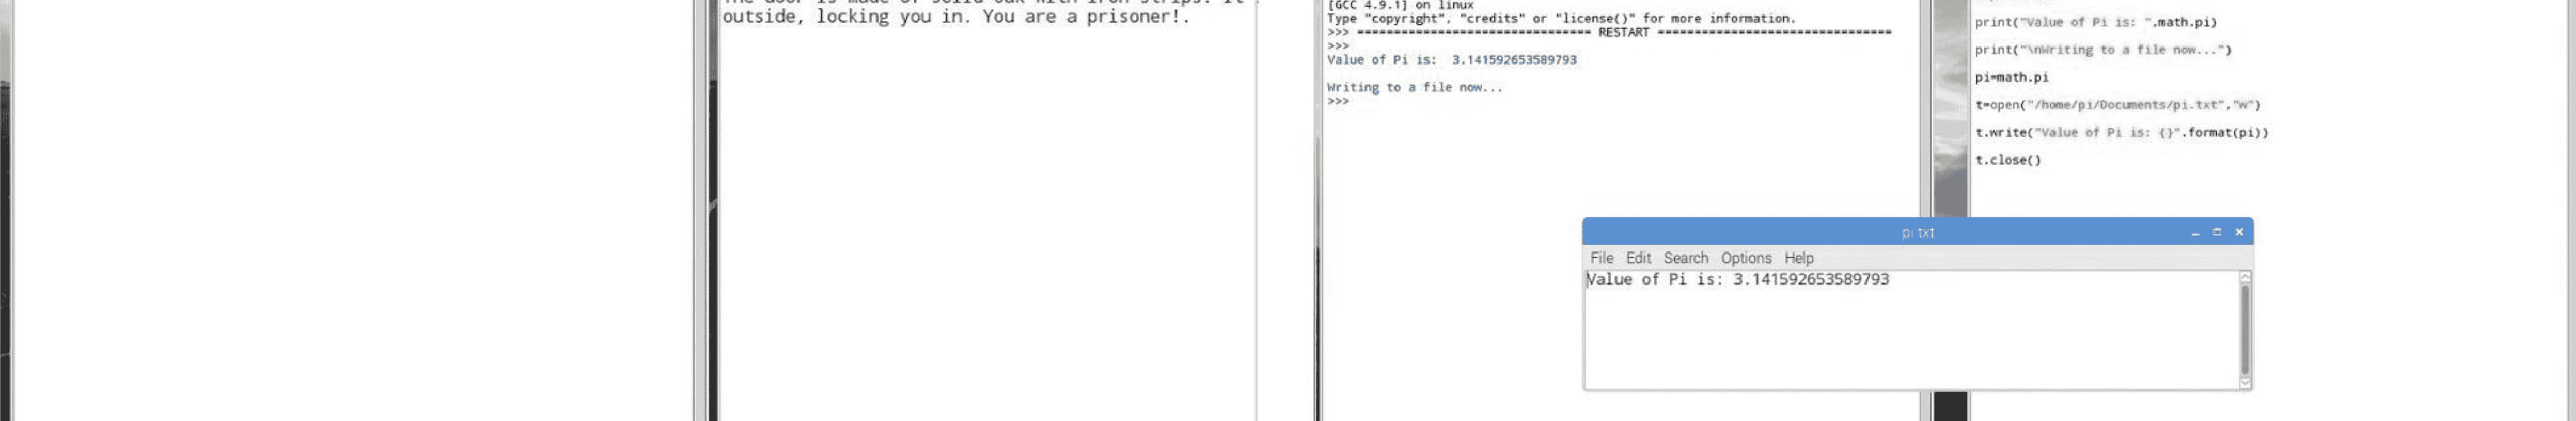 outside, locking you in. You are a prisoner!.
[GCC 4.9.1] on linux
Type "copyright", "credits" or "license()" for more information.
>>> ================================ RESTART ================================
>>>
Value of Pi is:  3.141592653589793
Writing to a file now...
>>>
print("Value of Pi is: ",math.pi)
print("\nWriting to a file now...")
pi=math.pi
t=open("/home/pi/Documents/pi.txt","w")
t.write("Value of Pi is: {}".format(pi))
t.close()
pi.txt
File Edit Search Options Help
Value of Pi is: 3.141592653589793